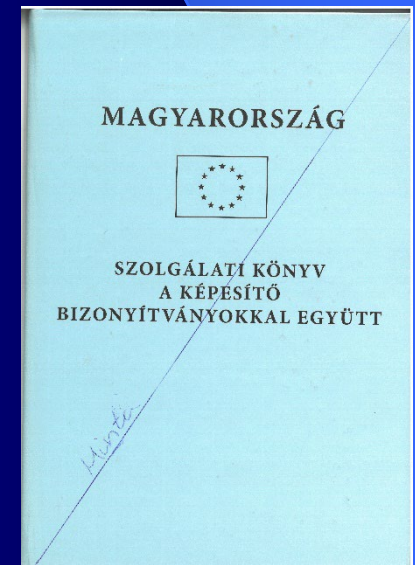 MAGYARORSZÁG
SZOLGÁLATI KÖNYV
A KÉPESÍTŐ
BIZONYÍTVÁNYOKKAL EGYÜTT
Minta